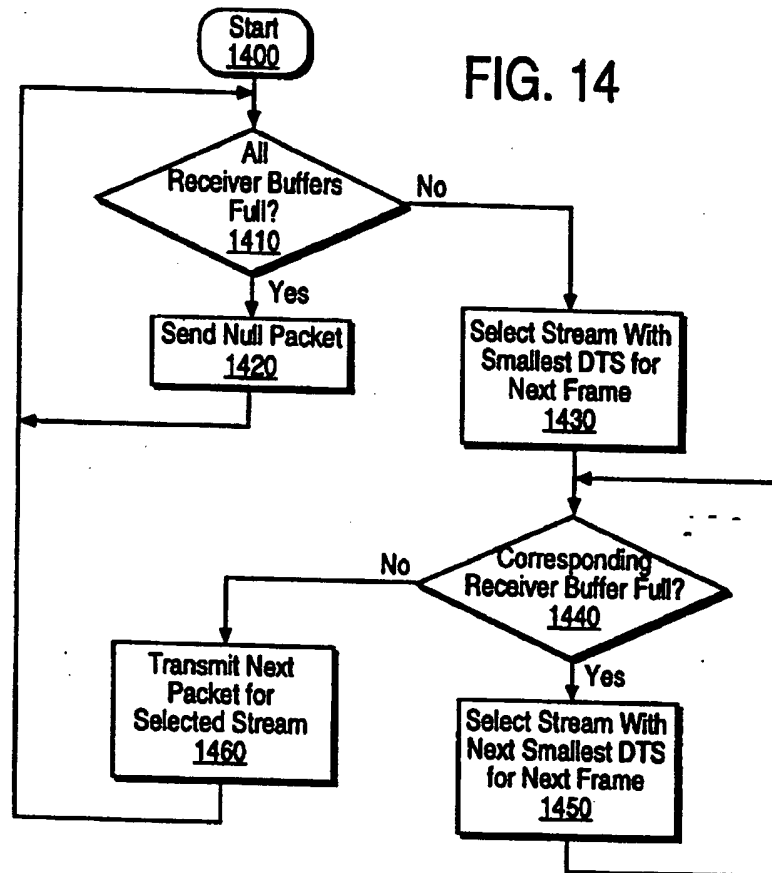 Start
1400
FIG. 14
All
Receiver Buffers
Full?
1410
No
Yes
Send Null Packet
1420
Select Stream With
Smallest DTS for
Next Frame
1430
Corresponding
Receiver Buffer Full?
1440
No
Yes
Transmit Next
Packet for
Selected Stream
1460
Select Stream With
Next Smallest DTS
for Next Frame
1450